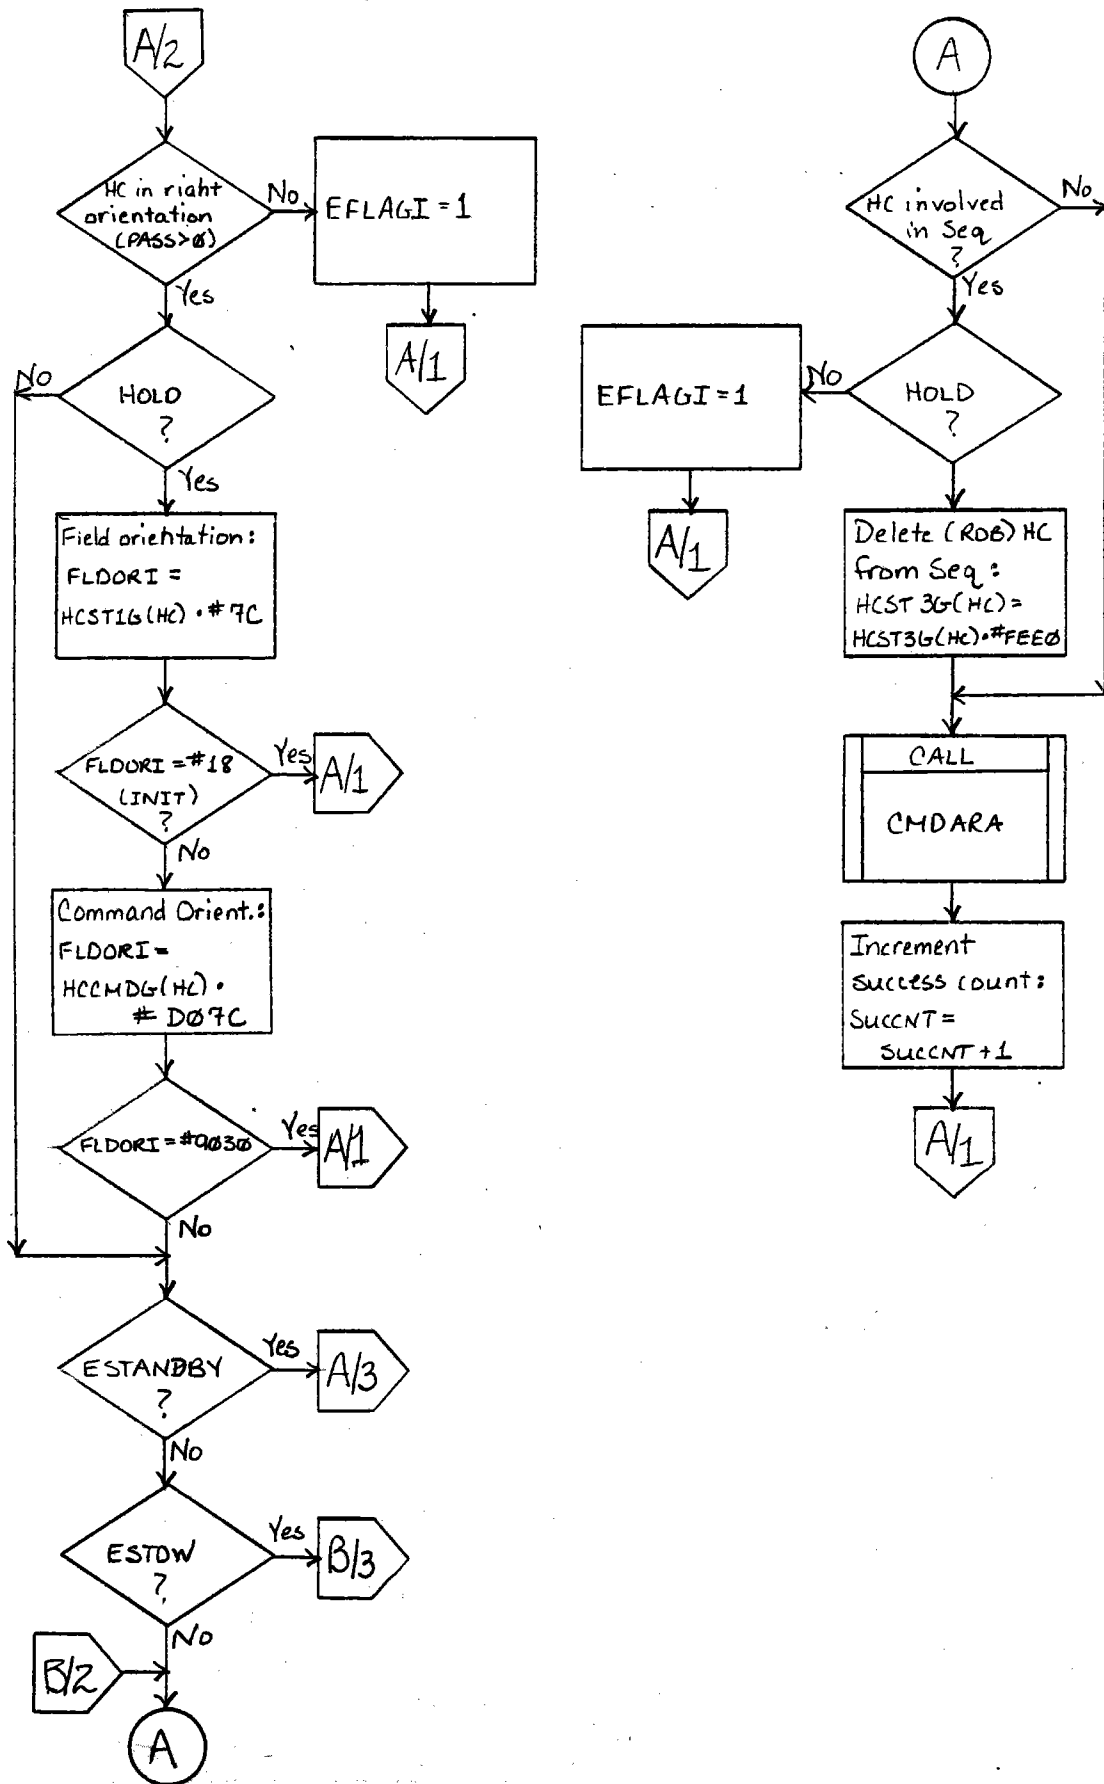 A/2
HC in right
orientation
(PASS>Ø)
No
EFLAGI = 1
A/1
Yes
HOLD
?
No
Yes
Field orientation:
FLDORI =
HCST1G(HC) · #7C
FLDORI = #18
(INIT)
?
Yes
A/1
No
Command Orient.:
FLDORI =
HCCMDG(HC) ·
# DØ7C
FLDORI = #9Ø3Ø
Yes
A/1
No
ESTANDBY
?
Yes
A/3
No
ESTOW
?
Yes
B/3
No
B/2
A
A
HC involved
in Seq
?
No
Yes
HOLD
?
No
EFLAGI = 1
A/1
Delete (ROB) HC
from Seq:
HCST3G(HC) =
HCST3G(HC) · #FEEØ
CALL
CMDARA
Increment
success count:
SUCCNT =
SUCCNT + 1
A/1